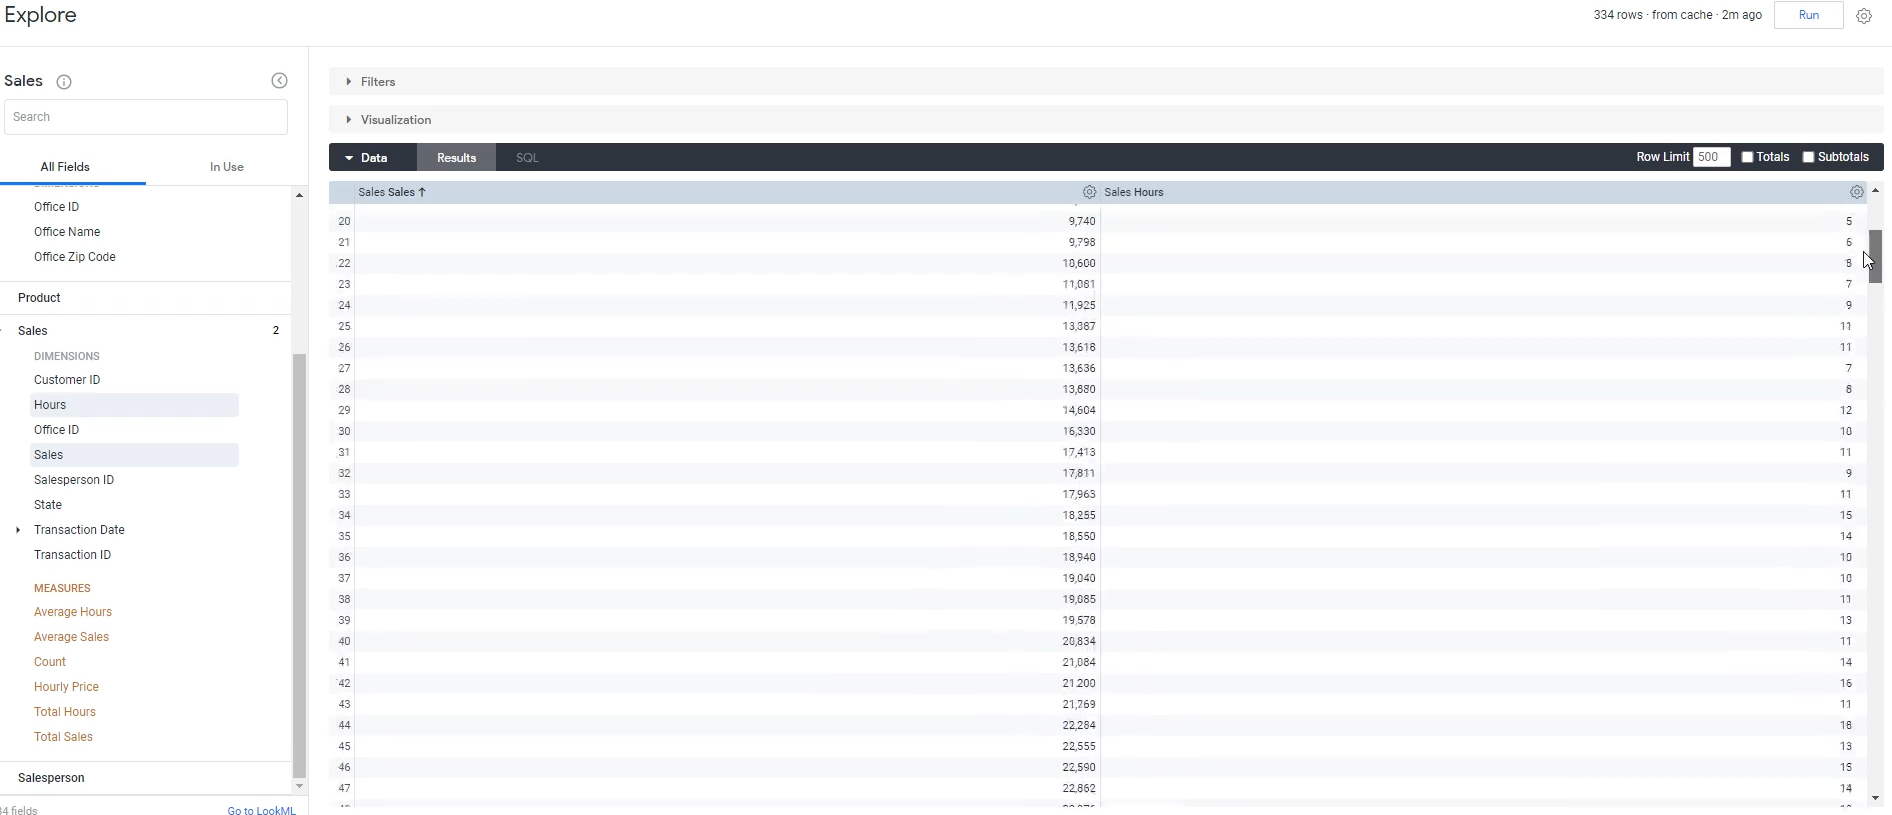 Explore
334 rows · from cache · 2m ago
Run
Sales
Search
All Fields
In Use
Office ID
Office Name
Office Zip Code
Product
Sales 2
DIMENSIONS
Customer ID
Hours
Office ID
Sales
Salesperson ID
State
Transaction Date
Transaction ID
MEASURES
Average Hours
Average Sales
Count
Hourly Price
Total Hours
Total Sales
Salesperson
fields
Go to LookML
Filters
Visualization
Data Results SQL Row Limit 500 Totals Subtotals
Sales Sales ↑ Sales Hours
20 9,740 5
21 9,798 6
22 10,600 8
23 11,081 7
24 11,925 9
25 11
26 13,618 11
27 13,636 7
28 13,880 8
29 14,604 12
30 16,330 10
31 17,413 11
32 17,811 9
33 17,963 11
34 18,255 15
35 18,550 14
36 18,940 10
37 19,040 10
38 19,085 11
39 19,578 13
40 20,834 11
41 21,084 14
42 21,200 16
43 21,769 11
44 22,284
45 22,555 13
46 22,590 15
47 22,862 14